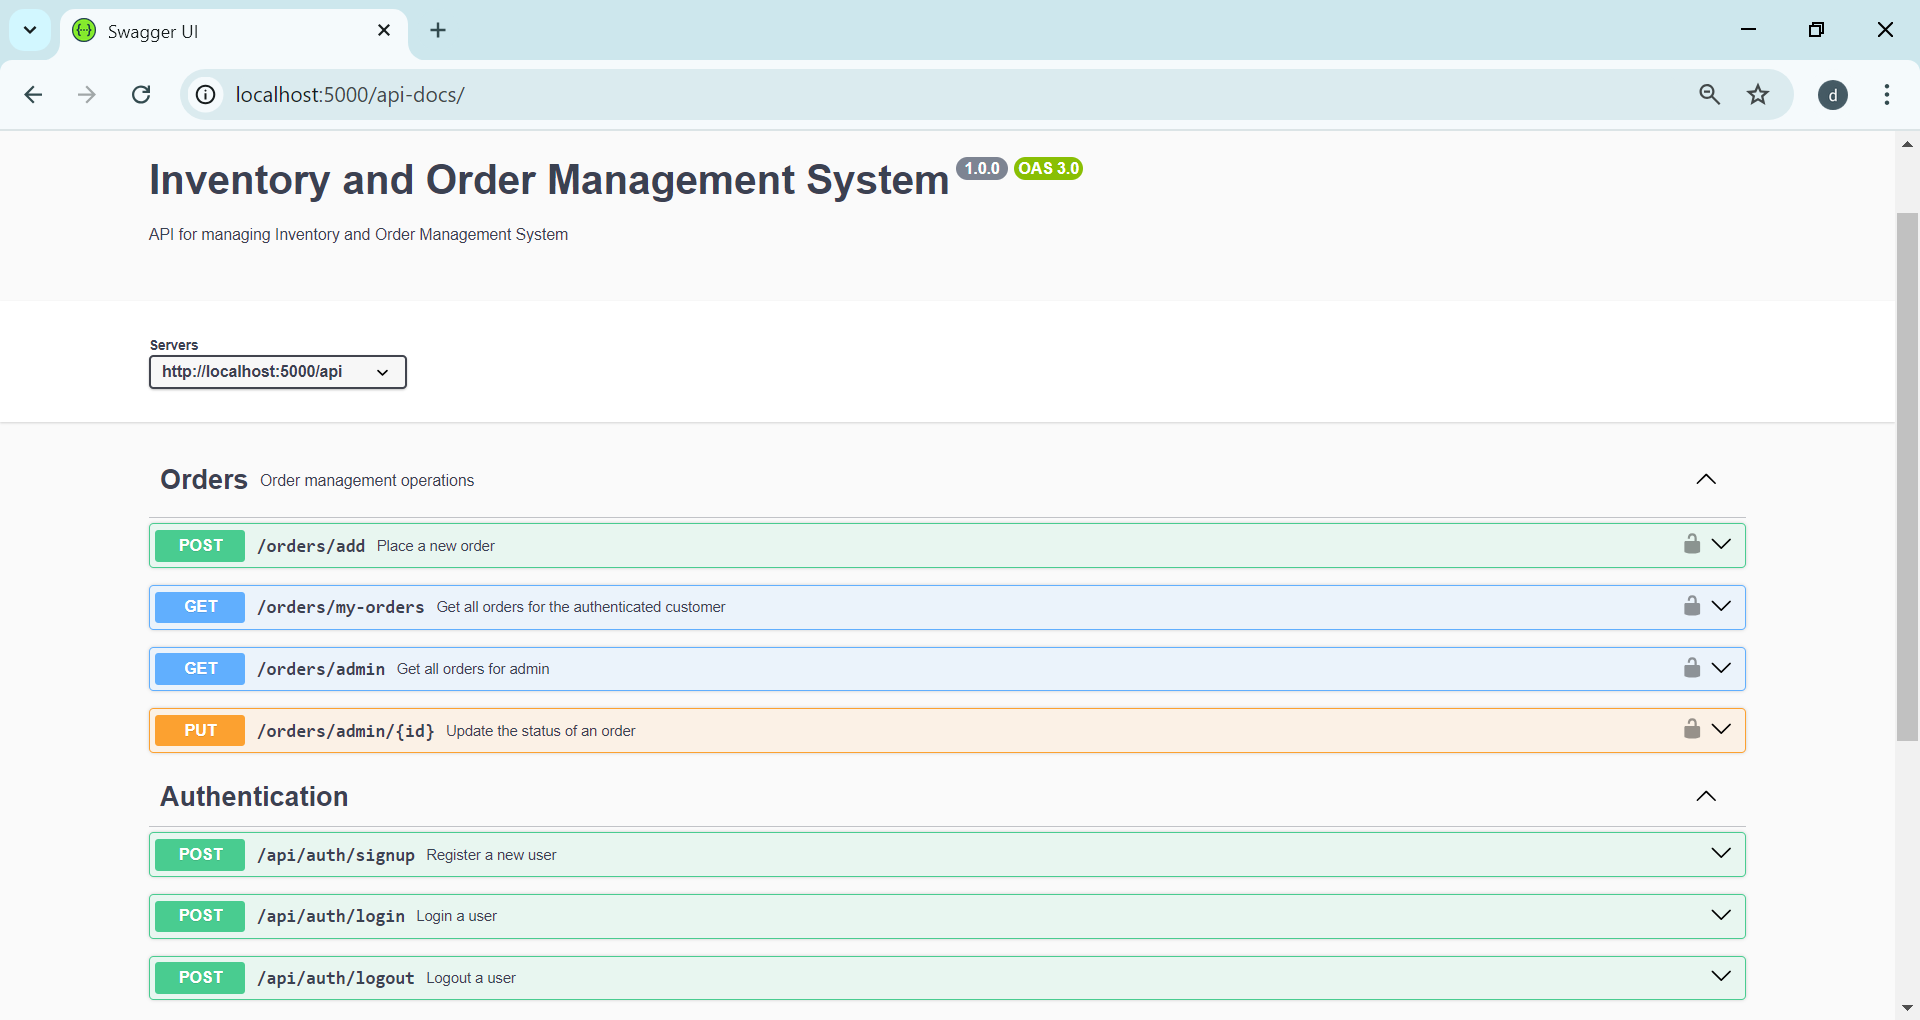 Swagger UI
localhost:5000/api-docs/
d
Inventory and Order Management System 1.0.0 OAS 3.0
API for managing Inventory and Order Management System
Servers
http://localhost:5000/api
Orders Order management operations
POST /orders/add Place a new order
GET /orders/my-orders Get all orders for the authenticated customer
GET /orders/admin Get all orders for admin
PUT /orders/admin/{id} Update the status of an order
Authentication
POST /api/auth/signup Register a new user
POST /api/auth/login Login a user
POST /api/auth/logout Logout a user